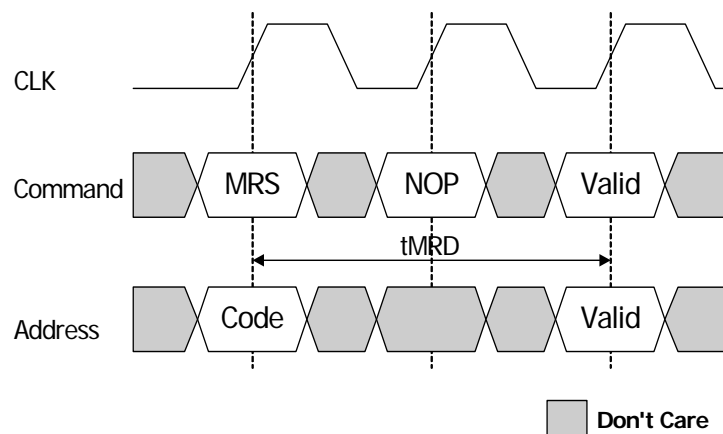 CLK
Command MRS NOP Valid
tMRD
Address Code Valid
Don't Care